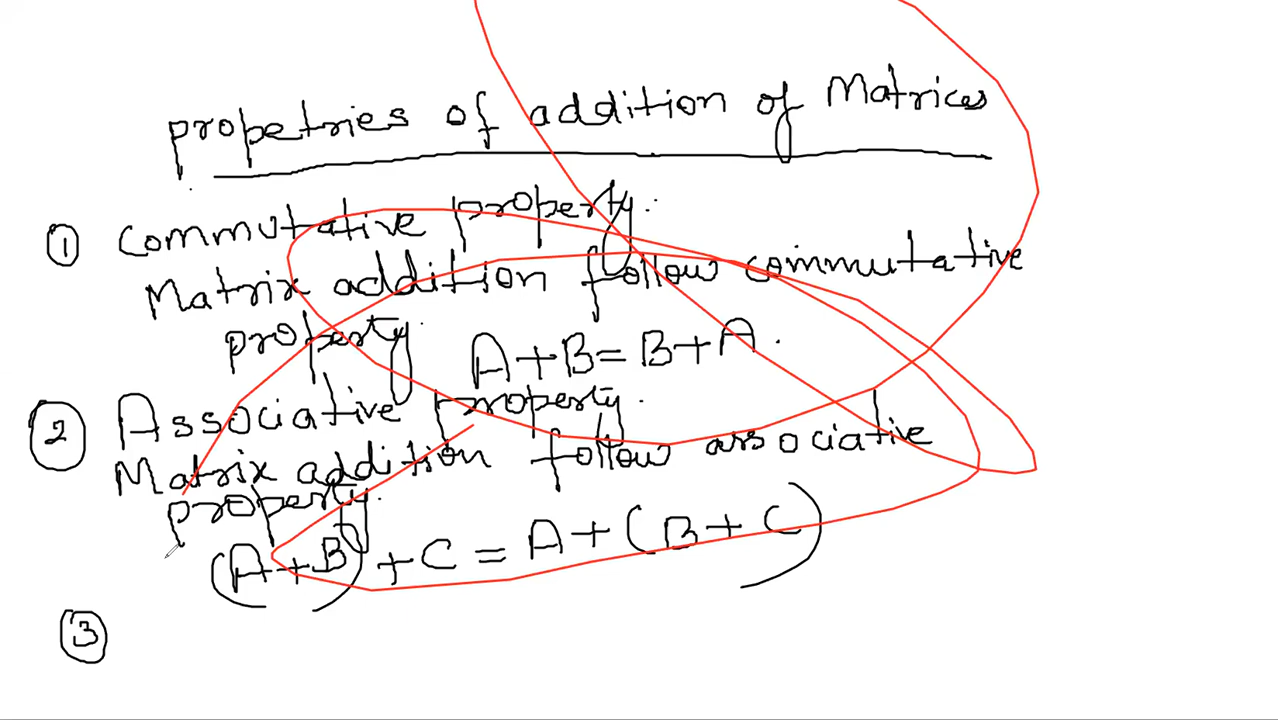 propetries of addition of Matrices
① Commutative property.
Matrix addition follow commutative
property.
A+B=B+A.
② Associative property.
Matrix addition follow associative
property.
(A+B)+C=A+(B+C)
③